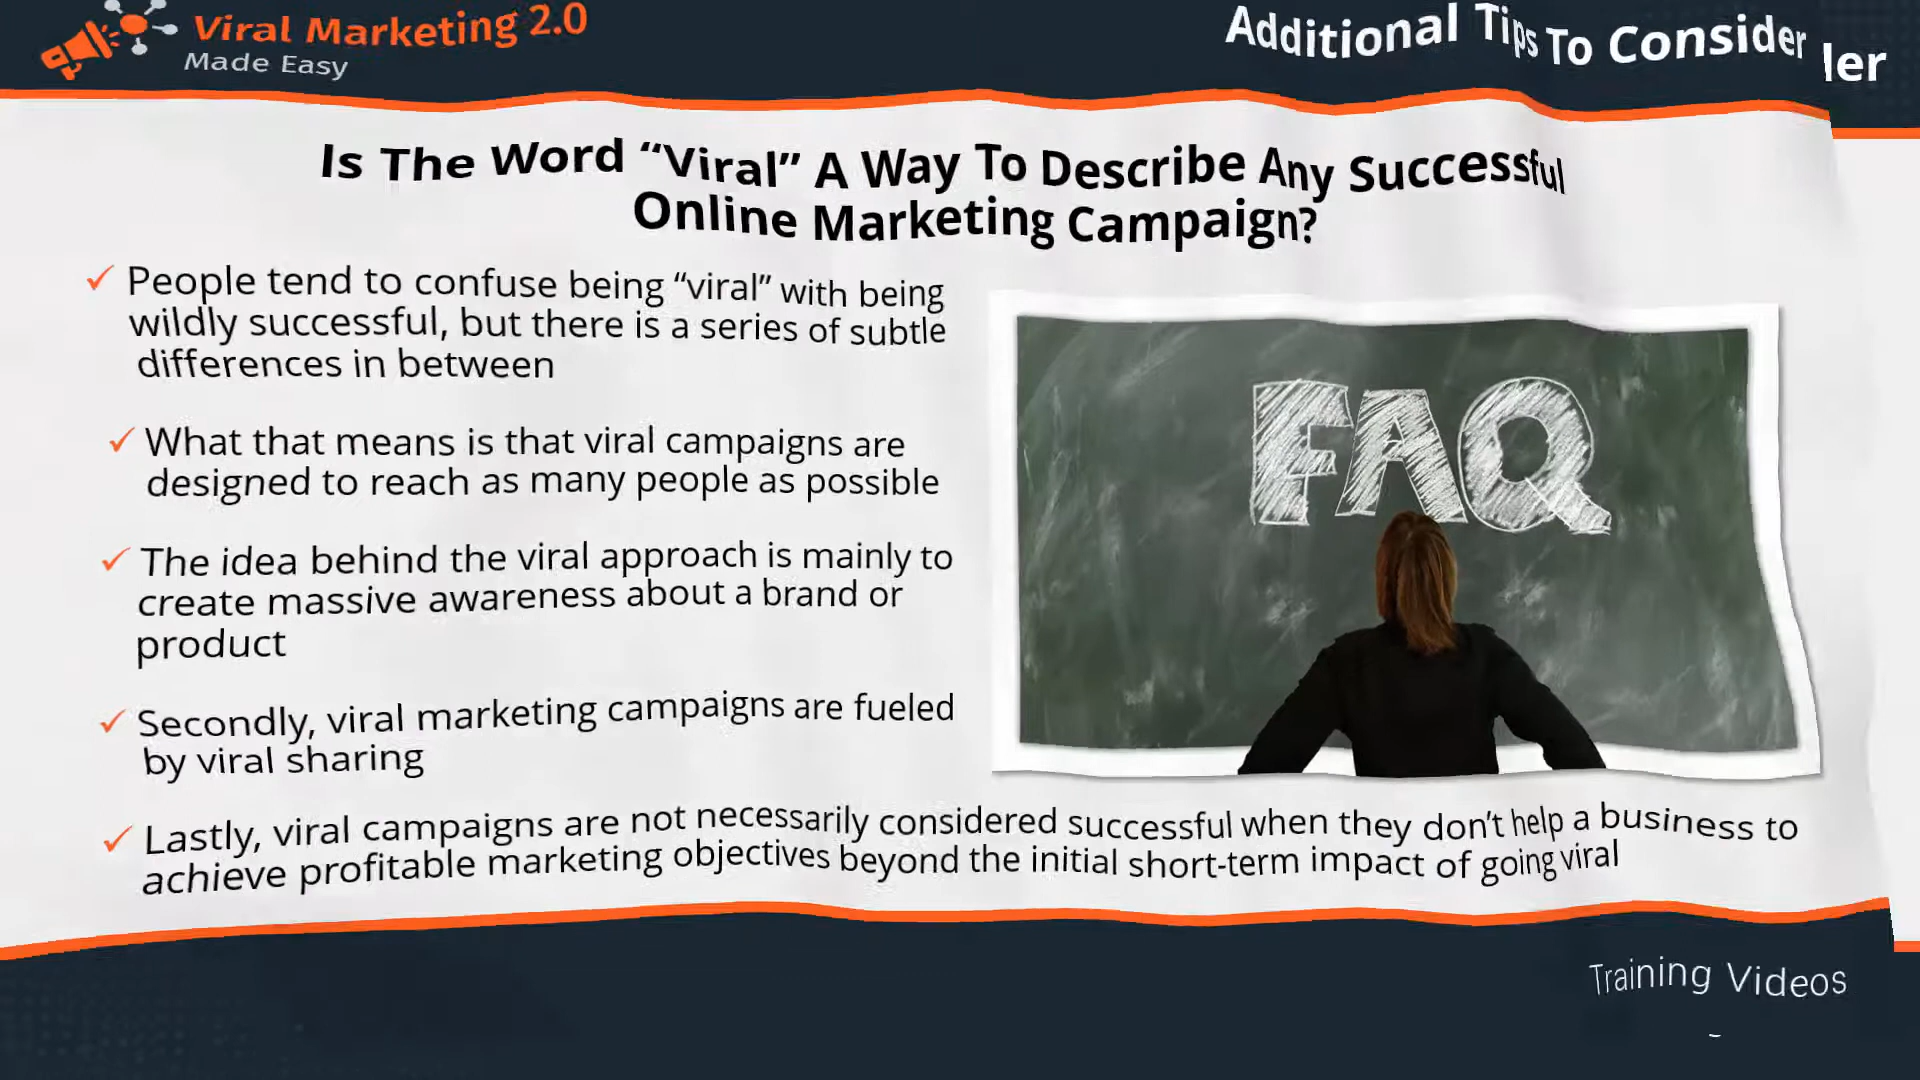 Viral Marketing 2.0
Made Easy
Additional Tips To Consider
ler
Is The Word “Viral” A Way To Describe Any Successful
Online Marketing Campaign?
✓ People tend to confuse being “viral” with being
wildly successful, but there is a series of subtle
differences in between
✓ What that means is that viral campaigns are
designed to reach as many people as possible
✓ The idea behind the viral approach is mainly to
create massive awareness about a brand or
product
✓ Secondly, viral marketing campaigns are fueled
by viral sharing
FAQ
✓ Lastly, viral campaigns are not necessarily considered successful when they don’t help a business to
achieve profitable marketing objectives beyond the initial short-term impact of going viral
Training Videos